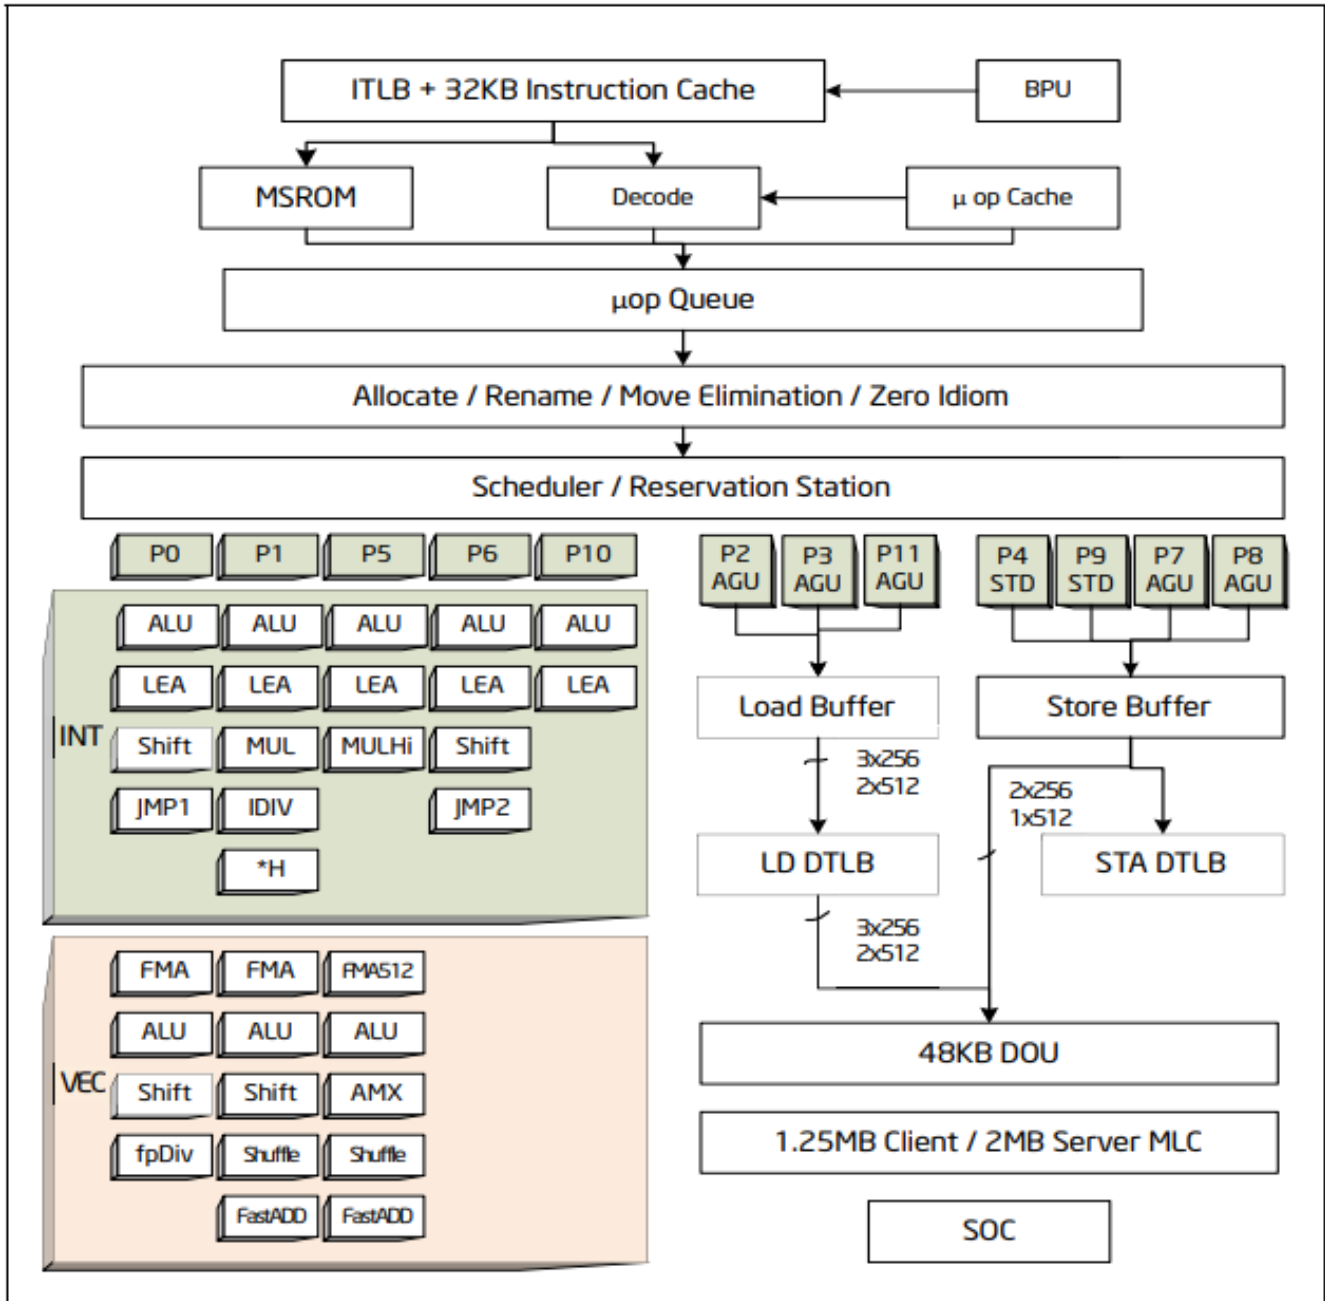 ITLB + 32KB Instruction Cache
BPU
MSROM
Decode
μ op Cache
μop Queue
Allocate / Rename / Move Elimination / Zero Idiom
Scheduler / Reservation Station
P0 P1 P5 P6 P10
P2 AGU
P3 AGU
P11 AGU
P4 STD
P9 STD
P7 AGU
P8 AGU
INT
ALU ALU ALU ALU ALU
LEA LEA LEA LEA LEA
Shift MUL MULHi Shift
JMP1 IDIV JMP2
*H
Load Buffer
Store Buffer
3x256
2x512
2x256
1x512
LD DTLB
STA DTLB
3x256
2x512
VEC
FMA FMA FMA512
ALU ALU ALU
Shift Shift AMX
fpDiv Shuffle Shuffle
FastADD FastADD
48KB DOU
1.25MB Client / 2MB Server MLC
SOC